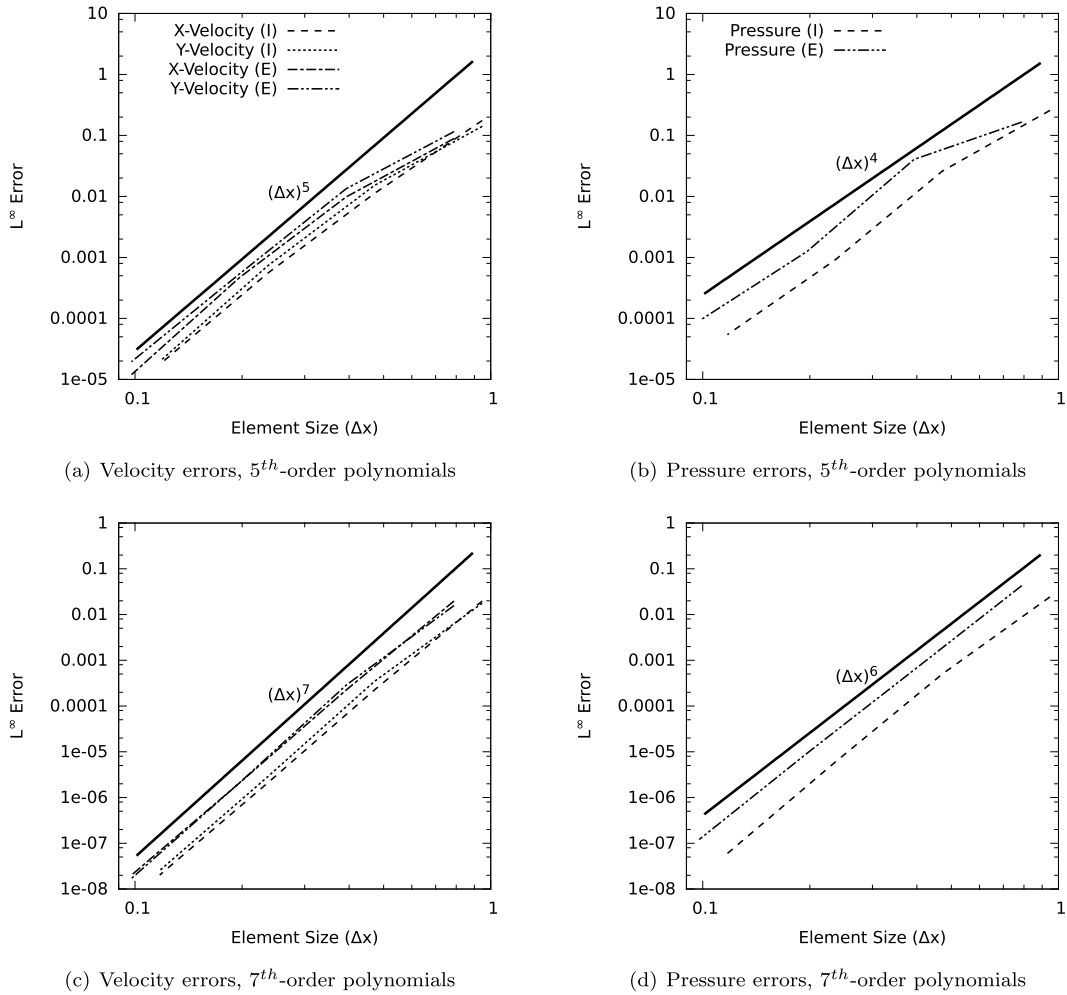 10
1
0.1
0.01
0.001
0.0001
1e-05
L∞ Error
X-Velocity (I)
Y-Velocity (I)
X-Velocity (E)
Y-Velocity (E)
(Δx)5
0.1 1
Element Size (Δx)
(a) Velocity errors, 5th-order polynomials
10
1
0.1
0.01
0.001
0.0001
1e-05
L∞ Error
Pressure (I)
Pressure (E)
(Δx)4
0.1 1
Element Size (Δx)
(b) Pressure errors, 5th-order polynomials
1
0.1
0.01
0.001
0.0001
1e-05
1e-06
1e-07
1e-08
L∞ Error
(Δx)7
0.1 1
Element Size (Δx)
(c) Velocity errors, 7th-order polynomials
1
0.1
0.01
0.001
0.0001
1e-05
1e-06
1e-07
1e-08
L∞ Error
(Δx)6
0.1 1
Element Size (Δx)
(d) Pressure errors, 7th-order polynomials